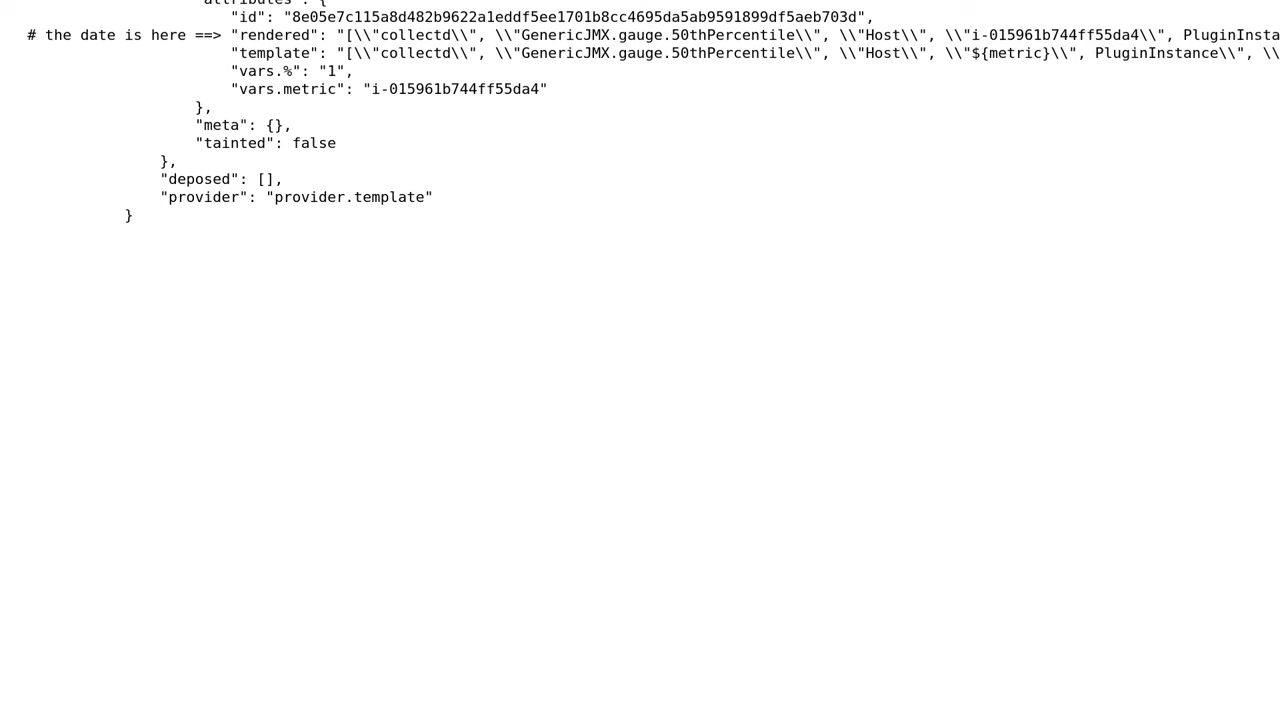 attributes": {
"id": "8e05e7c115a8d482b9622a1eddf5ee1701b8cc4695da5ab9591899df5aeb703d",
# the date is here ==> "rendered": "[\\"collectd\\", \\"GenericJMX.gauge.50thPercentile\\", \\"Host\\", \\"i-015961b744ff55da4\\", PluginInsta
"template": "[\\"collectd\\", \\"GenericJMX.gauge.50thPercentile\\", \\"Host\\", \\"${metric}\\", PluginInstance\\", \\
"vars.%": "1",
"vars.metric": "i-015961b744ff55da4"
},
"meta": {},
"tainted": false
},
"deposed": [],
"provider": "provider.template"
}